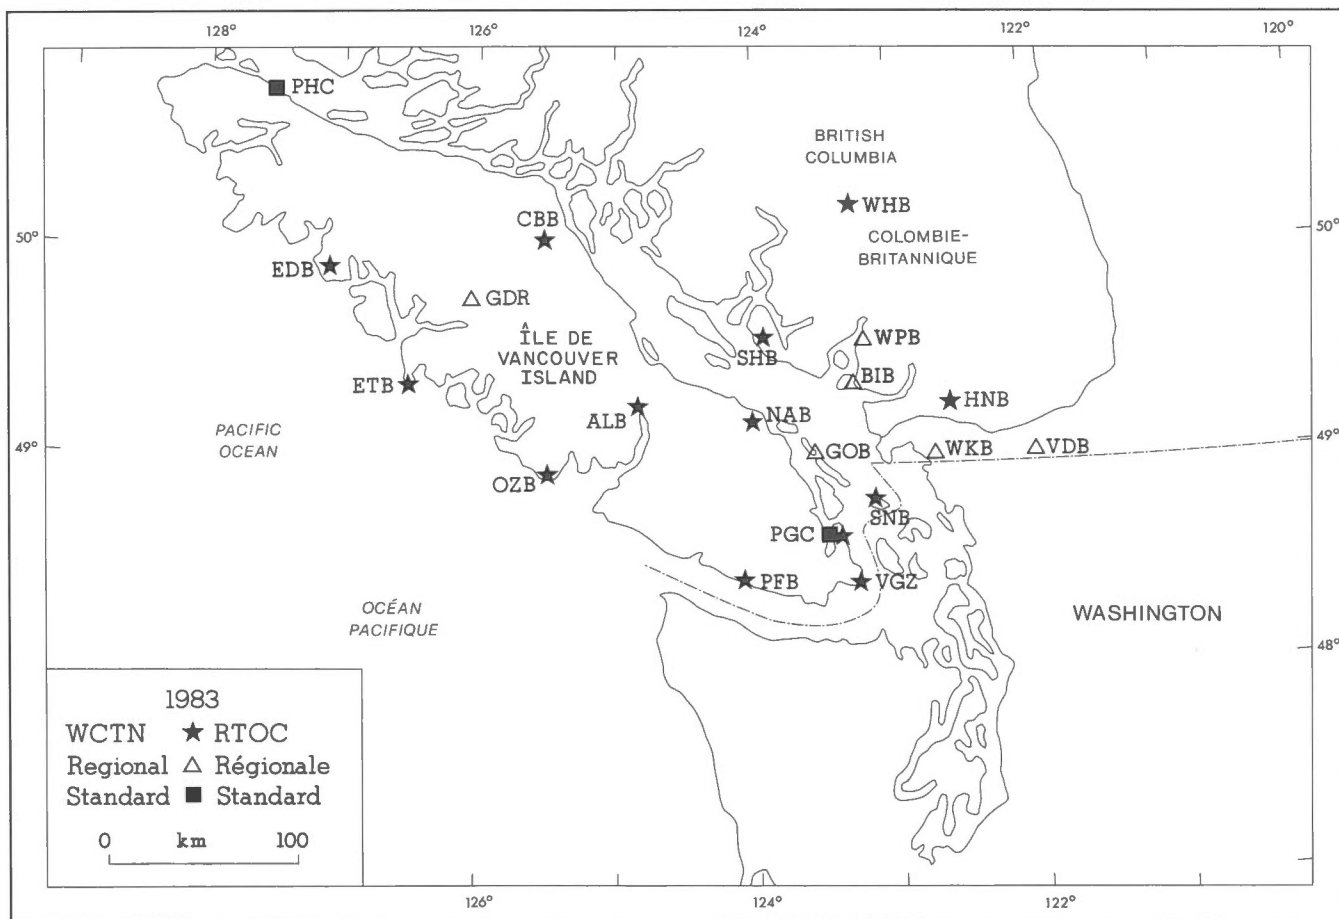 128° 126° 124° 122° 120°
PHC
BRITISH
COLUMBIA
WHB
CBB
COLOMBIE-
BRITANNIQUE
50° 50°
EDB
GDR
ÎLE DE
VANCOUVER
ISLAND
WPB
SHB
BIB
ETB
HNB
ALB
NAB
PACIFIC
OCEAN
49° 49°
GOB
WKB
VDB
OZB
SNB
PGC
PFB
VGZ
OCÉAN
PACIFIQUE
WASHINGTON
48°
1983
WCTN ★ RTOC
Regional △ Régionale
Standard ■ Standard
0 km 100
126° 124° 122°